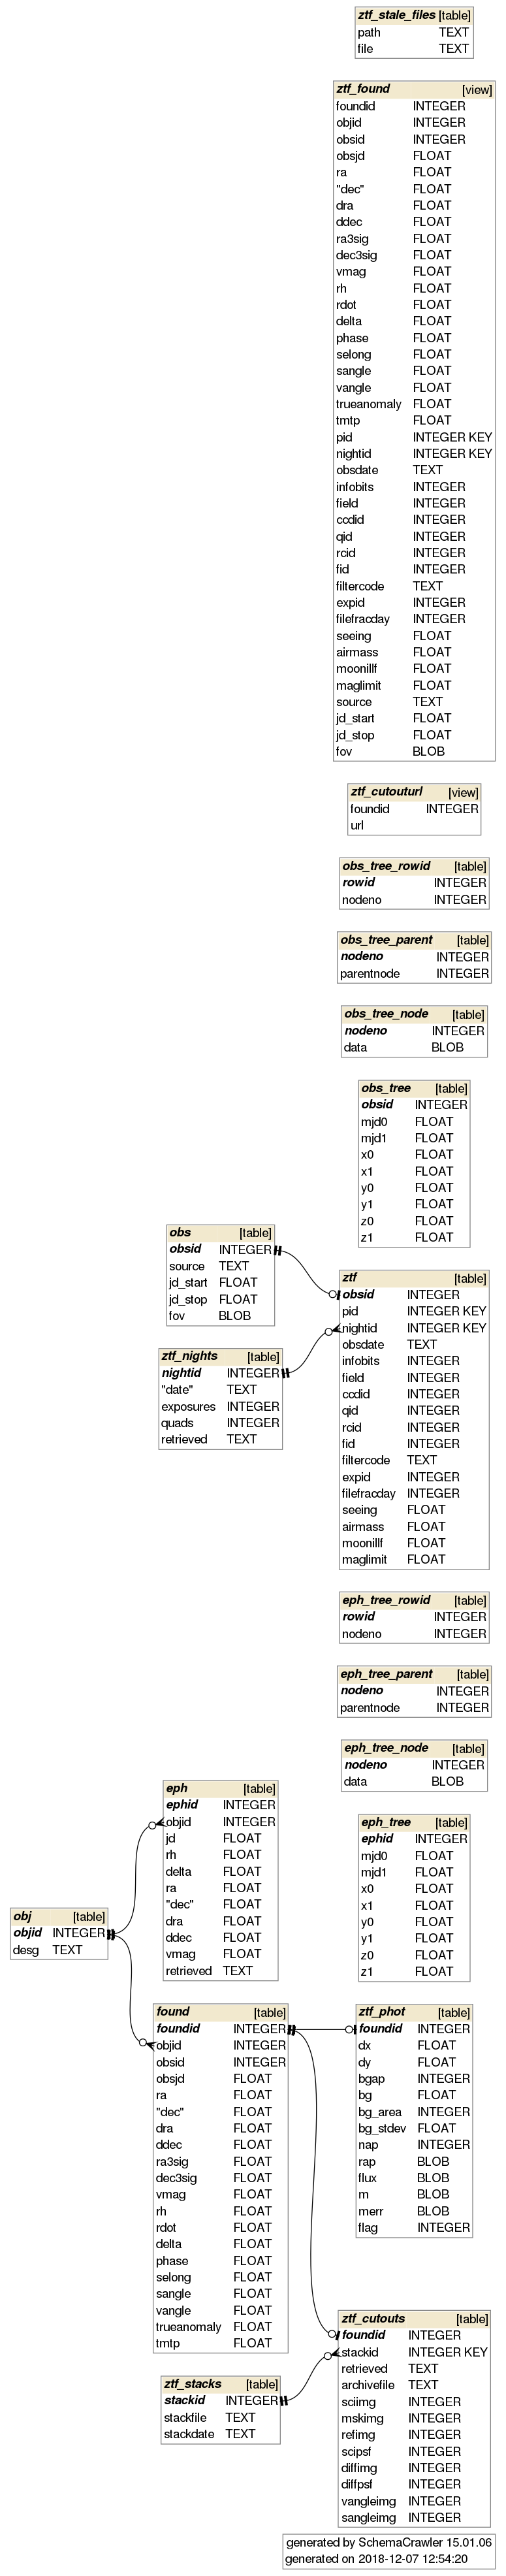 ztf_stale_files [table]
path TEXT
file TEXT
ztf_found [view]
foundid INTEGER
objid INTEGER
obsid INTEGER
obsjd FLOAT
ra FLOAT
"dec" FLOAT
dra FLOAT
ddec FLOAT
ra3sig FLOAT
dec3sig FLOAT
vmag FLOAT
rh FLOAT
rdot FLOAT
delta FLOAT
phase FLOAT
selong FLOAT
sangle FLOAT
vangle FLOAT
trueanomaly FLOAT
tmtp FLOAT
pid INTEGER KEY
nightid INTEGER KEY
obsdate TEXT
infobits INTEGER
field INTEGER
ccdid INTEGER
qid INTEGER
rcid INTEGER
fid INTEGER
filtercode TEXT
expid INTEGER
filefracday INTEGER
seeing FLOAT
airmass FLOAT
moonillf FLOAT
maglimit FLOAT
source TEXT
jd_start FLOAT
jd_stop FLOAT
fov BLOB
ztf_cutouturl [view]
foundid INTEGER
url
obs_tree_rowid [table]
rowid INTEGER
nodeno INTEGER
obs_tree_parent [table]
nodeno INTEGER
parentnode INTEGER
obs_tree_node [table]
nodeno INTEGER
data BLOB
obs_tree [table]
obsid INTEGER
mjd0 FLOAT
mjd1 FLOAT
x0 FLOAT
x1 FLOAT
y0 FLOAT
y1 FLOAT
z0 FLOAT
z1 FLOAT
obs [table]
obsid INTEGER
source TEXT
jd_start FLOAT
jd_stop FLOAT
fov BLOB
ztf_nights [table]
nightid INTEGER
"date" TEXT
exposures INTEGER
quads INTEGER
retrieved TEXT
ztf [table]
obsid INTEGER
pid INTEGER KEY
nightid INTEGER KEY
obsdate TEXT
infobits INTEGER
field INTEGER
ccdid INTEGER
qid INTEGER
rcid INTEGER
fid INTEGER
filtercode TEXT
expid INTEGER
filefracday INTEGER
seeing FLOAT
airmass FLOAT
moonillf FLOAT
maglimit FLOAT
eph_tree_rowid [table]
rowid INTEGER
nodeno INTEGER
eph_tree_parent [table]
nodeno INTEGER
parentnode INTEGER
eph_tree_node [table]
nodeno INTEGER
data BLOB
eph [table]
ephid INTEGER
objid INTEGER
jd FLOAT
rh FLOAT
delta FLOAT
ra FLOAT
"dec" FLOAT
dra FLOAT
ddec FLOAT
vmag FLOAT
retrieved TEXT
eph_tree [table]
ephid INTEGER
mjd0 FLOAT
mjd1 FLOAT
x0 FLOAT
x1 FLOAT
y0 FLOAT
y1 FLOAT
z0 FLOAT
z1 FLOAT
obj [table]
objid INTEGER
desg TEXT
found [table]
foundid INTEGER
objid INTEGER
obsid INTEGER
obsjd FLOAT
ra FLOAT
"dec" FLOAT
dra FLOAT
ddec FLOAT
ra3sig FLOAT
dec3sig FLOAT
vmag FLOAT
rh FLOAT
rdot FLOAT
delta FLOAT
phase FLOAT
selong FLOAT
sangle FLOAT
vangle FLOAT
trueanomaly FLOAT
tmtp FLOAT
ztf_phot [table]
foundid INTEGER
dx FLOAT
dy FLOAT
bgap INTEGER
bg FLOAT
bg_area INTEGER
bg_stdev FLOAT
nap INTEGER
rap BLOB
flux BLOB
m BLOB
merr BLOB
flag INTEGER
ztf_stacks [table]
stackid INTEGER
stackfile TEXT
stackdate TEXT
ztf_cutouts [table]
foundid INTEGER
stackid INTEGER KEY
retrieved TEXT
archivefile TEXT
sciimg INTEGER
mskimg INTEGER
refimg INTEGER
scipsf INTEGER
diffimg INTEGER
diffpsf INTEGER
vangleimg INTEGER
sangleimg INTEGER
generated by SchemaCrawler 15.01.06
generated on 2018-12-07 12:54:20